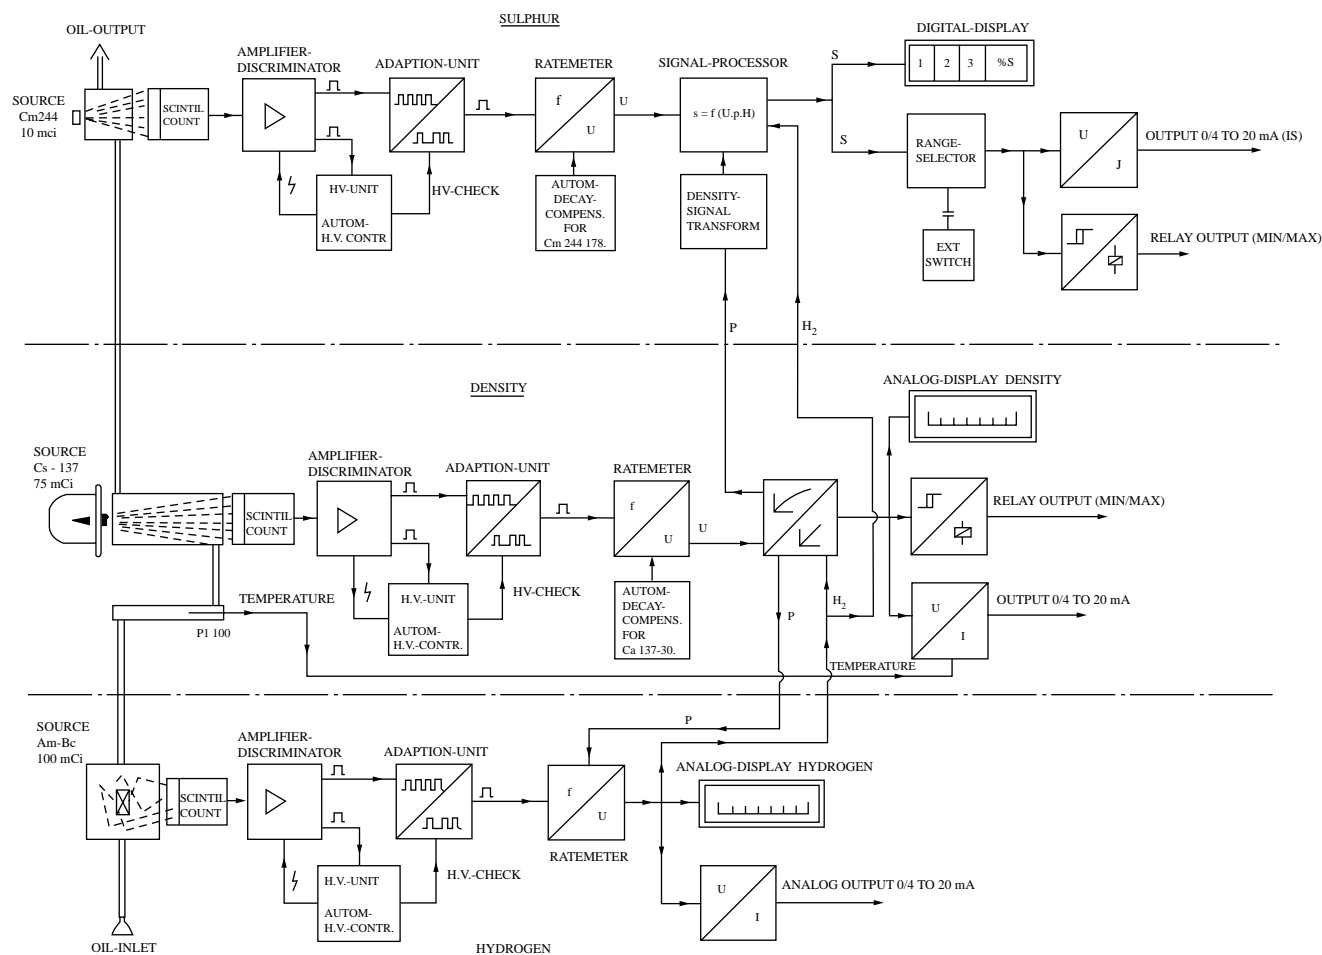 SULPHUR
OIL-OUTPUT
SOURCE
Cm244
10 mci
SCINTIL
COUNT
AMPLIFIER-
DISCRIMINATOR
HV-UNIT
AUTOM-
H.V. CONTR
HV-CHECK
ADAPTION-UNIT
RATEMETER
f
U
U
AUTOM-
DECAY-
COMPENS.
FOR
Cm 244 178.
SIGNAL-PROCESSOR
s = f (U.p.H)
DENSITY-
SIGNAL
TRANSFORM
P
H2
S
S
DIGITAL-DISPLAY
1 2 3 %S
RANGE-
SELECTOR
EXT
SWITCH
U
J
OUTPUT 0/4 TO 20 mA (IS)
RELAY OUTPUT (MIN/MAX)
DENSITY
SOURCE
Cs - 137
75 mCi
SCINTIL
COUNT
AMPLIFIER-
DISCRIMINATOR
H.V.-UNIT
AUTOM-
H.V.-CONTR.
HV-CHECK
ADAPTION-UNIT
RATEMETER
f
U
U
AUTOM-
DECAY-
COMPENS.
FOR
Ca 137-30.
P
H2
ANALOG-DISPLAY DENSITY
RELAY OUTPUT (MIN/MAX)
U
I
OUTPUT 0/4 TO 20 mA
TEMPERATURE
P1 100
TEMPERATURE
SOURCE
Am-Bc
100 mCi
SCINTIL
COUNT
AMPLIFIER-
DISCRIMINATOR
H.V.-UNIT
AUTOM-
H.V.-CONTR.
H.V.-CHECK
ADAPTION-UNIT
P
f
U
RATEMETER
ANALOG-DISPLAY HYDROGEN
U
I
ANALOG OUTPUT 0/4 TO 20 mA
OIL-INLET
HYDROGEN